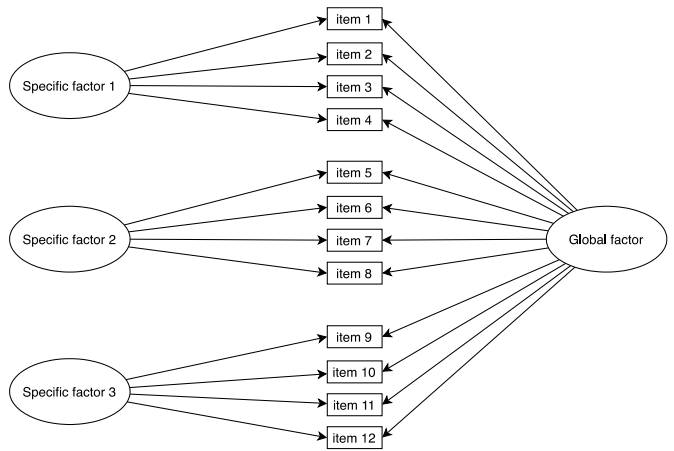 item 1
item 2
Specific factor 1
item 3
item 4
item 5
item 6
Specific factor 2
item 7
Global factor
item 8
item 9
item 10
Specific factor 3
item 11
item 12